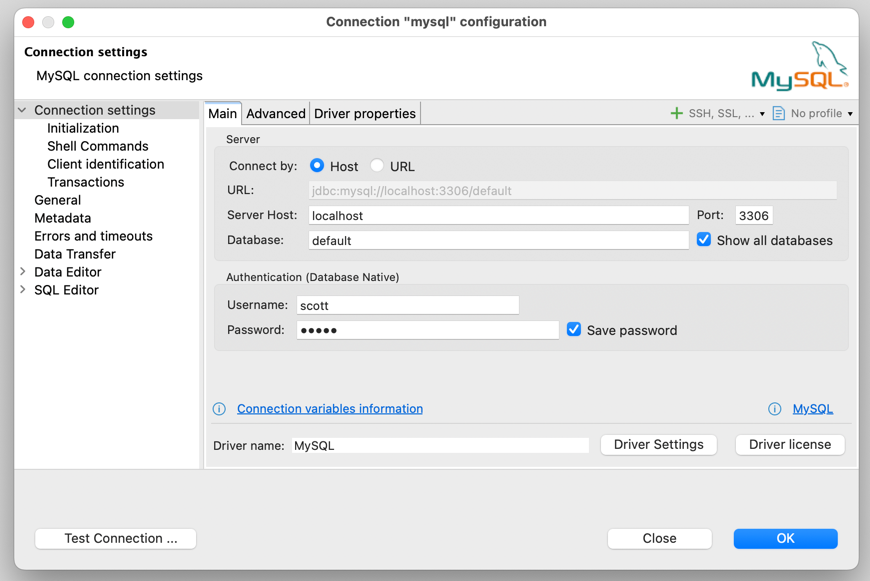 Connection "mysql" configuration
Connection settings
MySQL connection settings
MySQL
Connection settings
Initialization
Shell Commands
Client identification
Transactions
General
Metadata
Errors and timeouts
Data Transfer
Data Editor
SQL Editor
Main Advanced Driver properties SSH, SSL, ... No profile
Server
Connect by: Host URL
URL: jdbc:mysql://localhost:3306/default
Server Host: localhost Port: 3306
Database: default Show all databases
Authentication (Database Native)
Username: scott
Password: ••••• Save password
Connection variables information MySQL
Driver name: MySQL Driver Settings Driver license
Test Connection ... Close OK